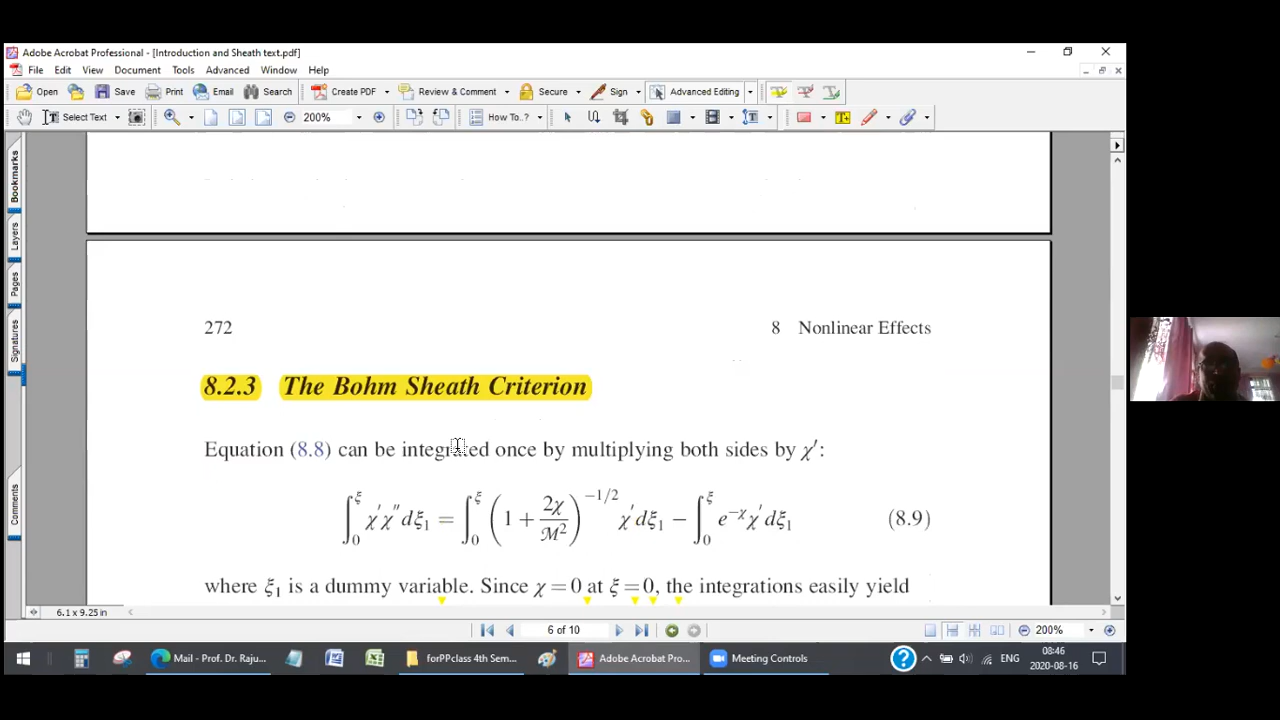 Adobe Acrobat Professional - [Introduction and Sheath text.pdf]
File Edit View Document Tools Advanced Window Help
Open Save Print Email Search Create PDF Review & Comment Secure Sign Advanced Editing
Select Text 200% How To..?
Bookmarks
Layers
Pages
Signatures
Comments
272 8 Nonlinear Effects
8.2.3 The Bohm Sheath Criterion
Equation (8.8) can be integrated once by multiplying both sides by χ′:
∫₀^ξ χ′χ″dξ₁ = ∫₀^ξ (1 + 2χ/ℳ²)^(−1/2) χ′dξ₁ − ∫₀^ξ e^(−χ)χ′dξ₁ (8.9)
where ξ₁ is a dummy variable. Since χ = 0 at ξ = 0, the integrations easily yield
6.1 x 9.25 in
6 of 10 200%
Mail - Prof. Dr. Raju... forPPclass 4th Sem... Adobe Acrobat Pro... Meeting Controls ENG 08:46
2020-08-16